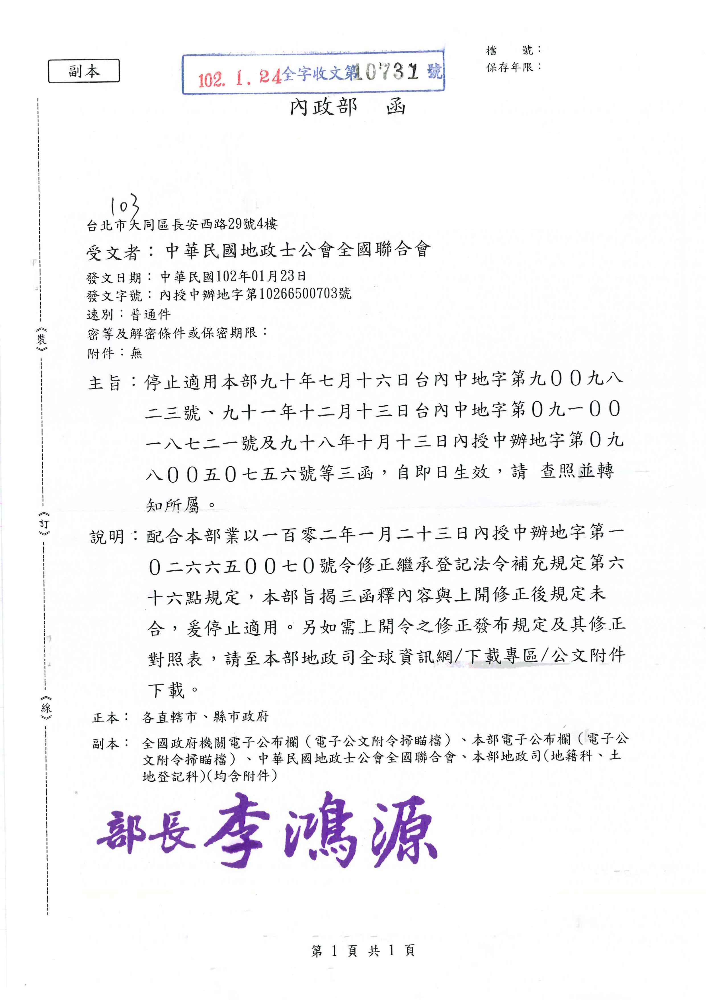 檔　　號：
保存年限：
副本
102. 1. 24全字收文第10731號
內政部　函
103
台北市大同區長安西路29號4樓
受文者：中華民國地政士公會全國聯合會
發文日期：中華民國102年01月23日
發文字號：內授中辦地字第10266500703號
速別：普通件
密等及解密條件或保密期限：
附件：無
主旨：停止適用本部九十年七月十六日台內中地字第九００九八
二三號、九十一年十二月十三日台內中地字第０九一００
一八七二一號及九十八年十月十三日內授中辦地字第０九
八００五０七五六號等三函，自即日生效，請 查照並轉
知所屬。
說明：配合本部業以一百零二年一月二十三日內授中辦地字第一
０二六六五００七０號令修正繼承登記法令補充規定第六
十六點規定，本部旨揭三函釋內容與上開修正後規定未
合，爰停止適用。另如需上開令之修正發布規定及其修正
對照表，請至本部地政司全球資訊網/下載專區/公文附件
下載。
正本： 各直轄市、縣市政府
副本： 全國政府機關電子公布欄（電子公文附令掃瞄檔）、本部電子公布欄（電子公
文附令掃瞄檔）、中華民國地政士公會全國聯合會、本部地政司(地籍科、土
地登記科)(均含附件)
部長 李鴻源
《裝》
《訂》
《線》
第 1 頁 共 1 頁